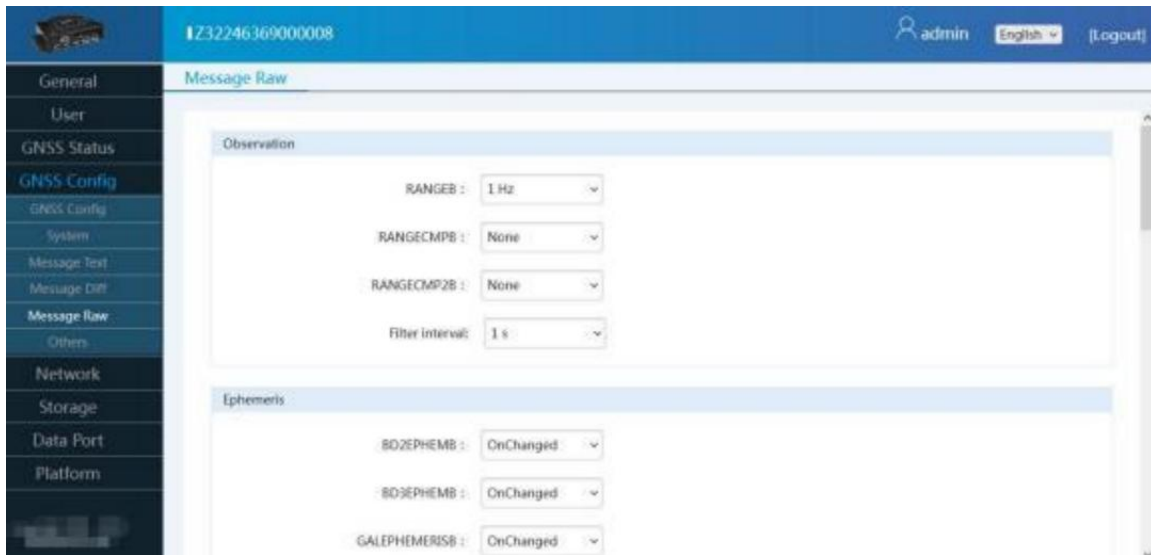 IZ32246369000008
admin
English
[Logout]
General
User
GNSS Status
GNSS Config
GNSS Config
System
Message Text
Message Diff
Message Raw
Others
Network
Storage
Data Port
Platform
Message Raw
Observation
RANGEB : 1 Hz
RANGECMPB : None
RANGECMP2B : None
Filter interval: 1 s
Ephemeris
BD2EPHEMB : OnChanged
BD3EPHEMB : OnChanged
GALEPHEMERISB : OnChanged